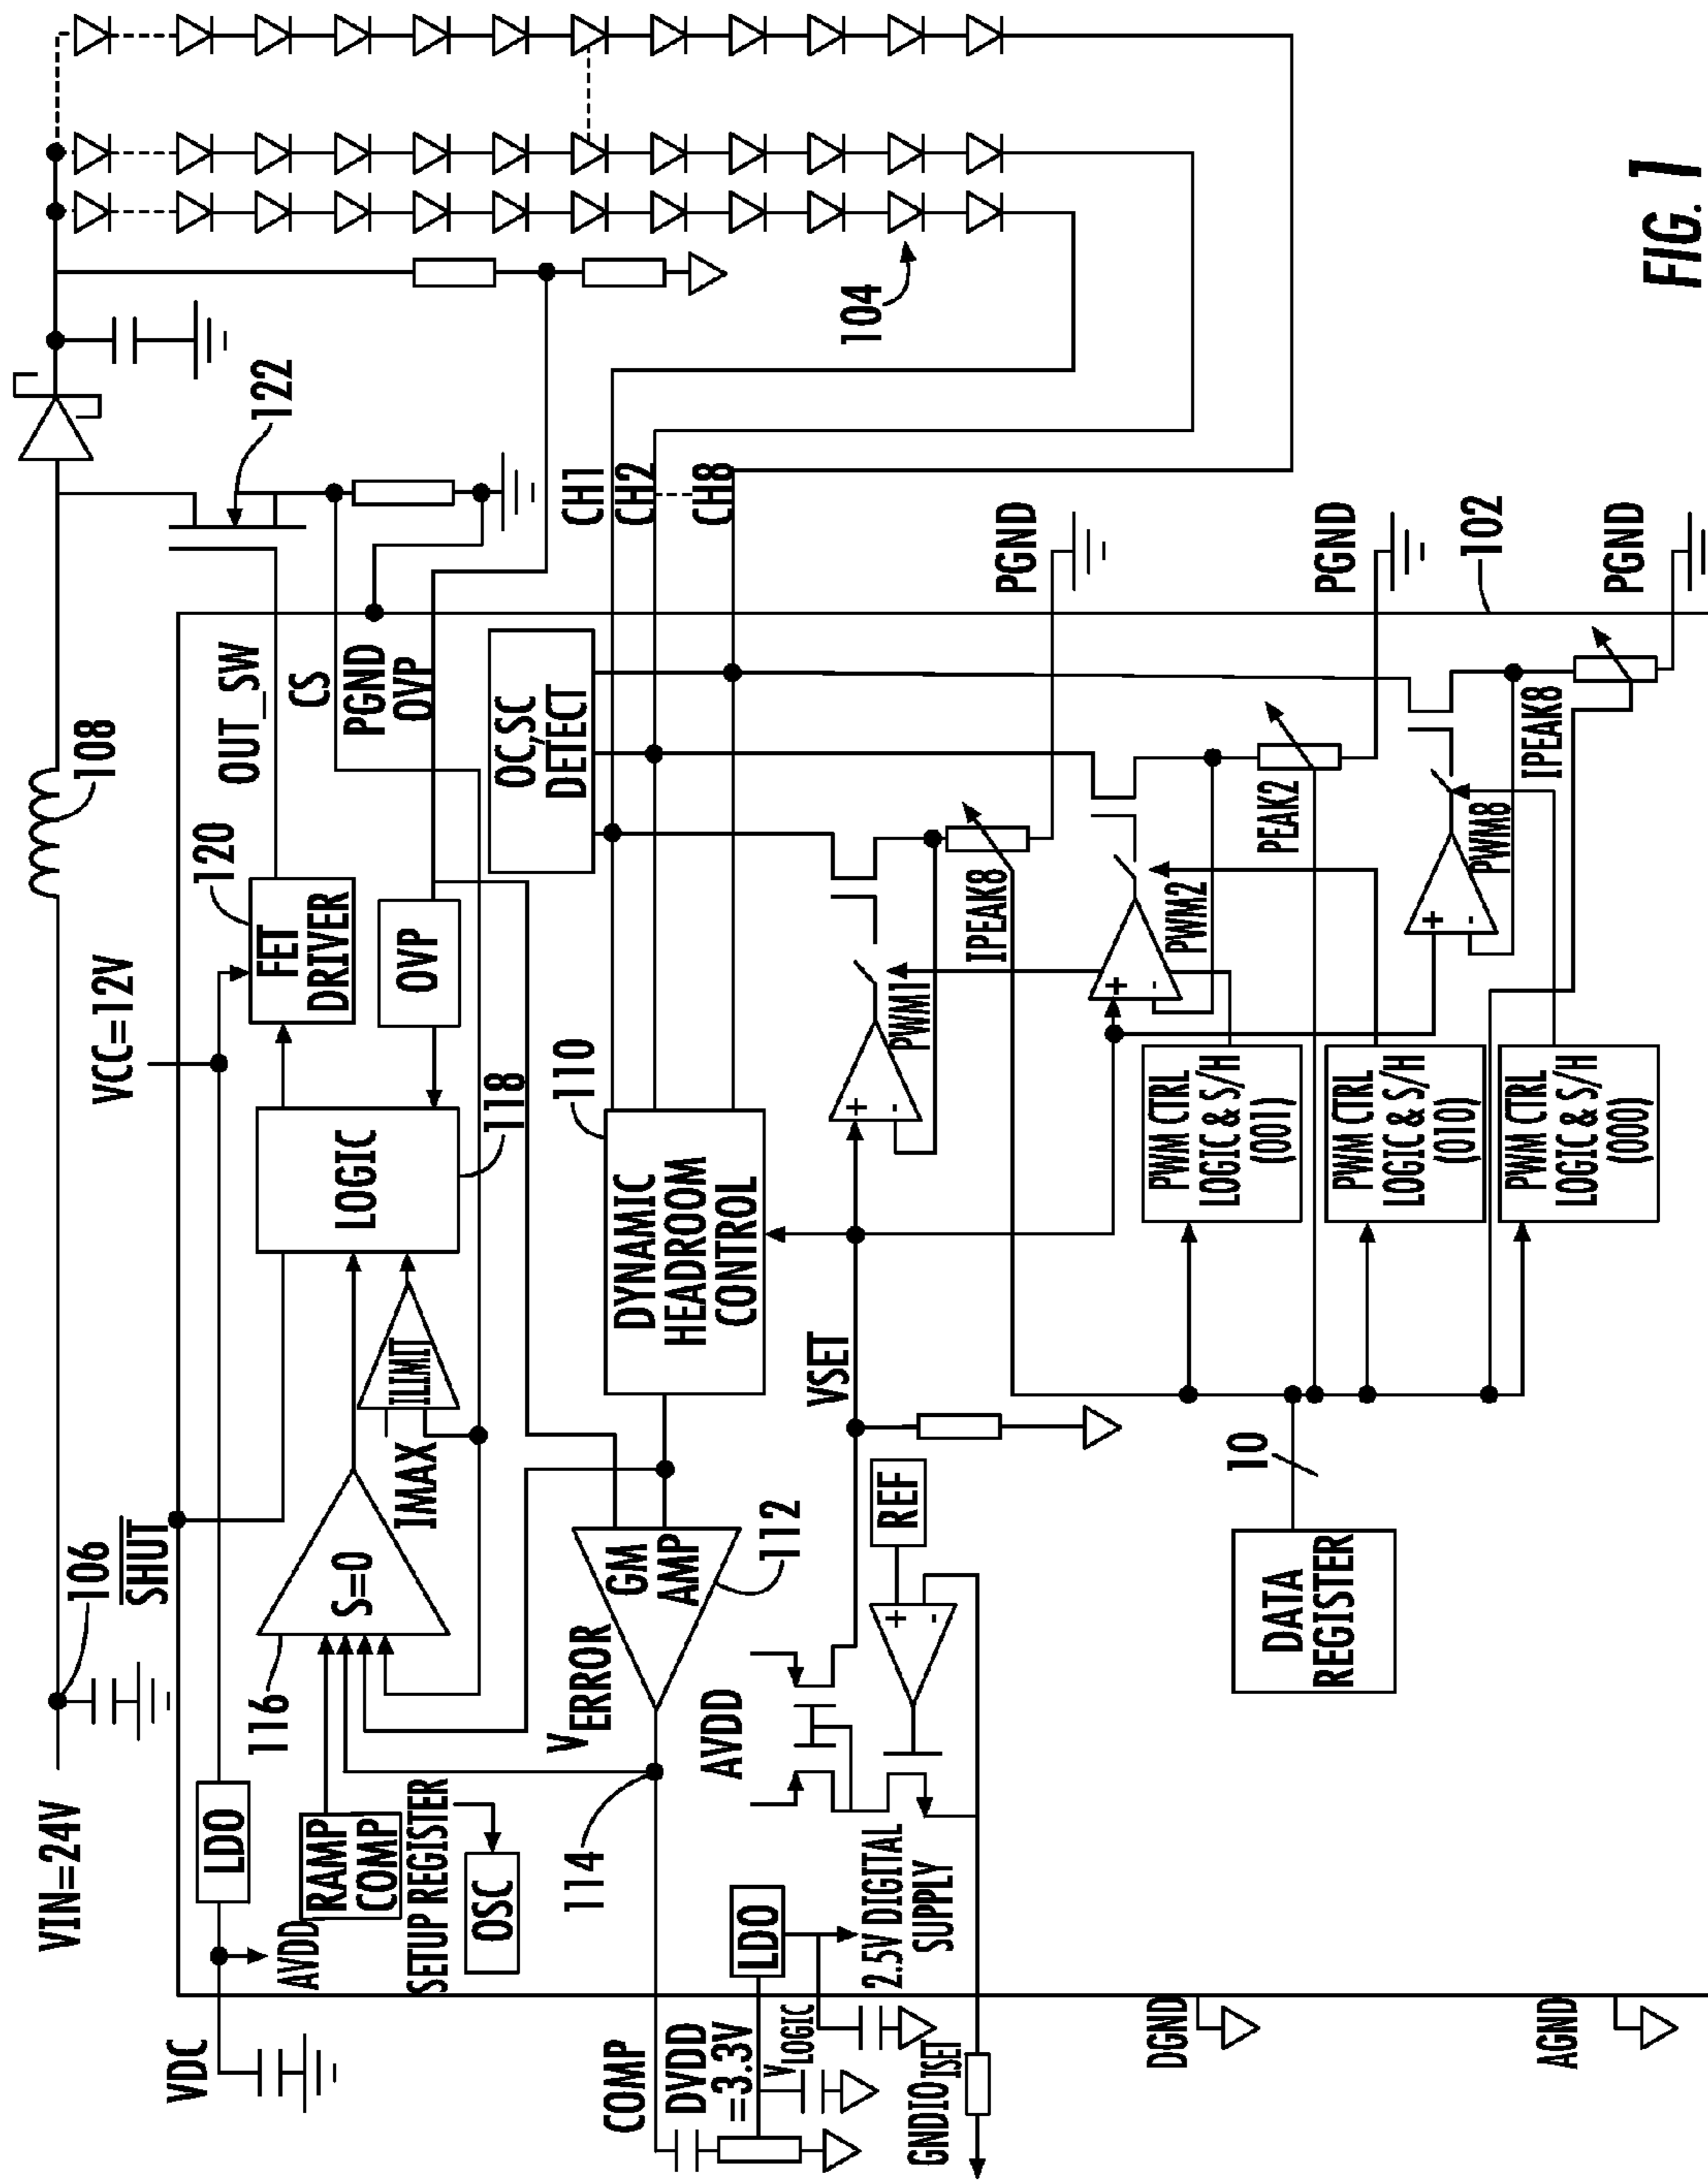 VIN=24V
106
108
VDC
LDO
AVDD
SHUT
VCC=12V
120
FET
DRIVER
OUT_SW
122
116
RAMP
COMP
S=0
LOGIC
118
CS
PGND
OVP
OVP
SETUP REGISTER
OSC
IMAX
ILIMIT
114
VERROR
GM
AMP
112
DYNAMIC
HEADROOM
CONTROL
110
OC/SC
DETECT
CH1
CH2
CH8
104
COMP
DVDD
=3.3V
VLOGIC
LDO
2.5V DIGITAL
SUPPLY
AVDD
REF
+
-
VSET
+
-
PWM1
IPEAK8
PGND
GNDIO
ISET
+
-
PWM2
PEAK2
PGND
DGND
DATA
REGISTER
10
PWM CTRL
LOGIC & S/H
(001)
PWM CTRL
LOGIC & S/H
(010)
PWM CTRL
LOGIC & S/H
(000)
+
-
PWM8
IPEAK8
102
PGND
AGND
FIG. 1